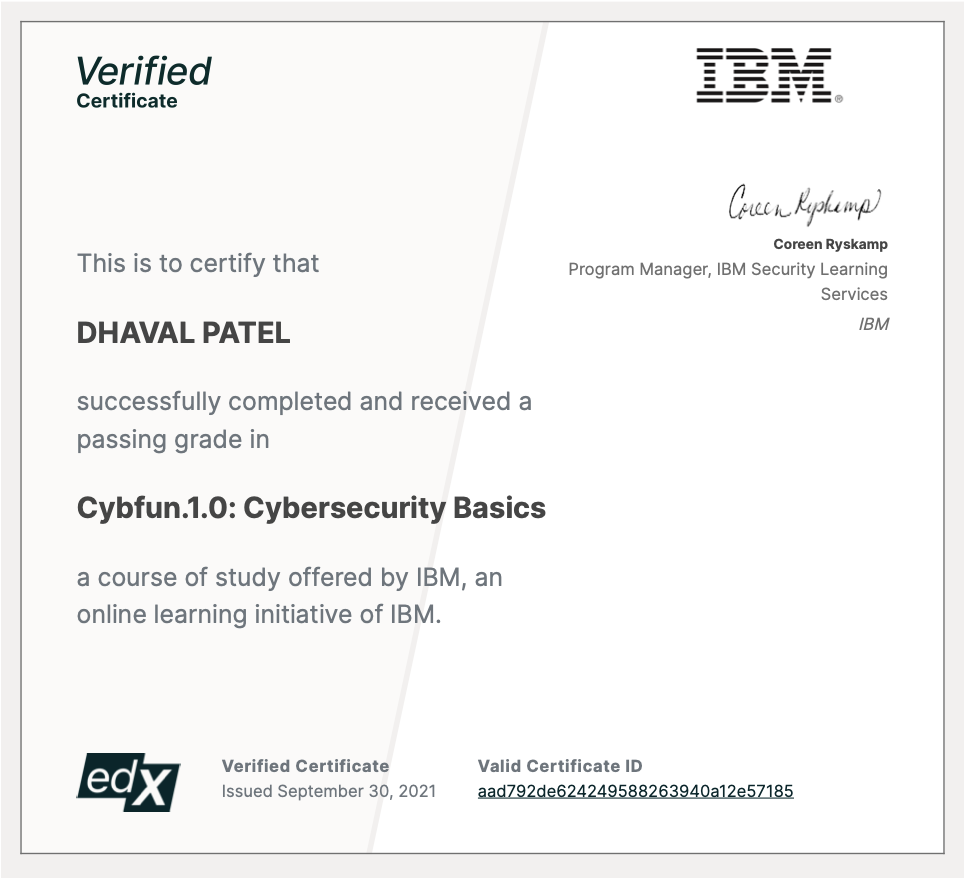 Verified
Certificate
IBM®
Coreen Ryskamp
Coreen Ryskamp
Program Manager, IBM Security Learning
Services
IBM
This is to certify that
DHAVAL PATEL
successfully completed and received a
passing grade in
Cybfun.1.0: Cybersecurity Basics
a course of study offered by IBM, an
online learning initiative of IBM.
edX
Verified Certificate
Issued September 30, 2021
Valid Certificate ID
aad792de624249588263940a12e57185